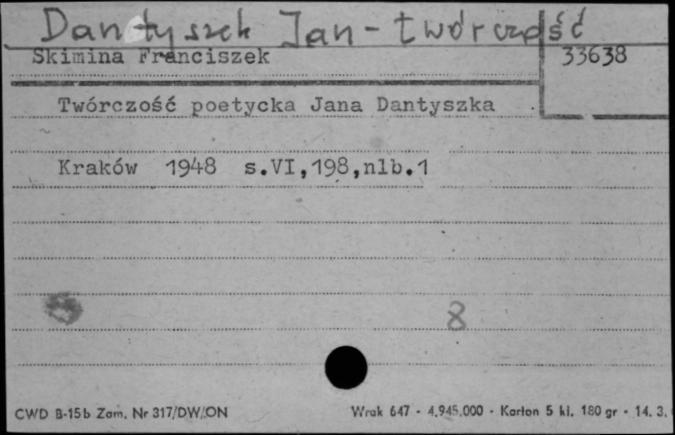 Dantyszek Jan - twórczość
Skimina Franciszek 33638
Twórczość poetycka Jana Dantyszka
Kraków 1948 s.VI,198,nlb.1
8
CWD B-15b Zam. Nr 317/DW/ON Wrak 647 - 4.945.000 - Karton 5 kl. 180 gr - 14. 3.